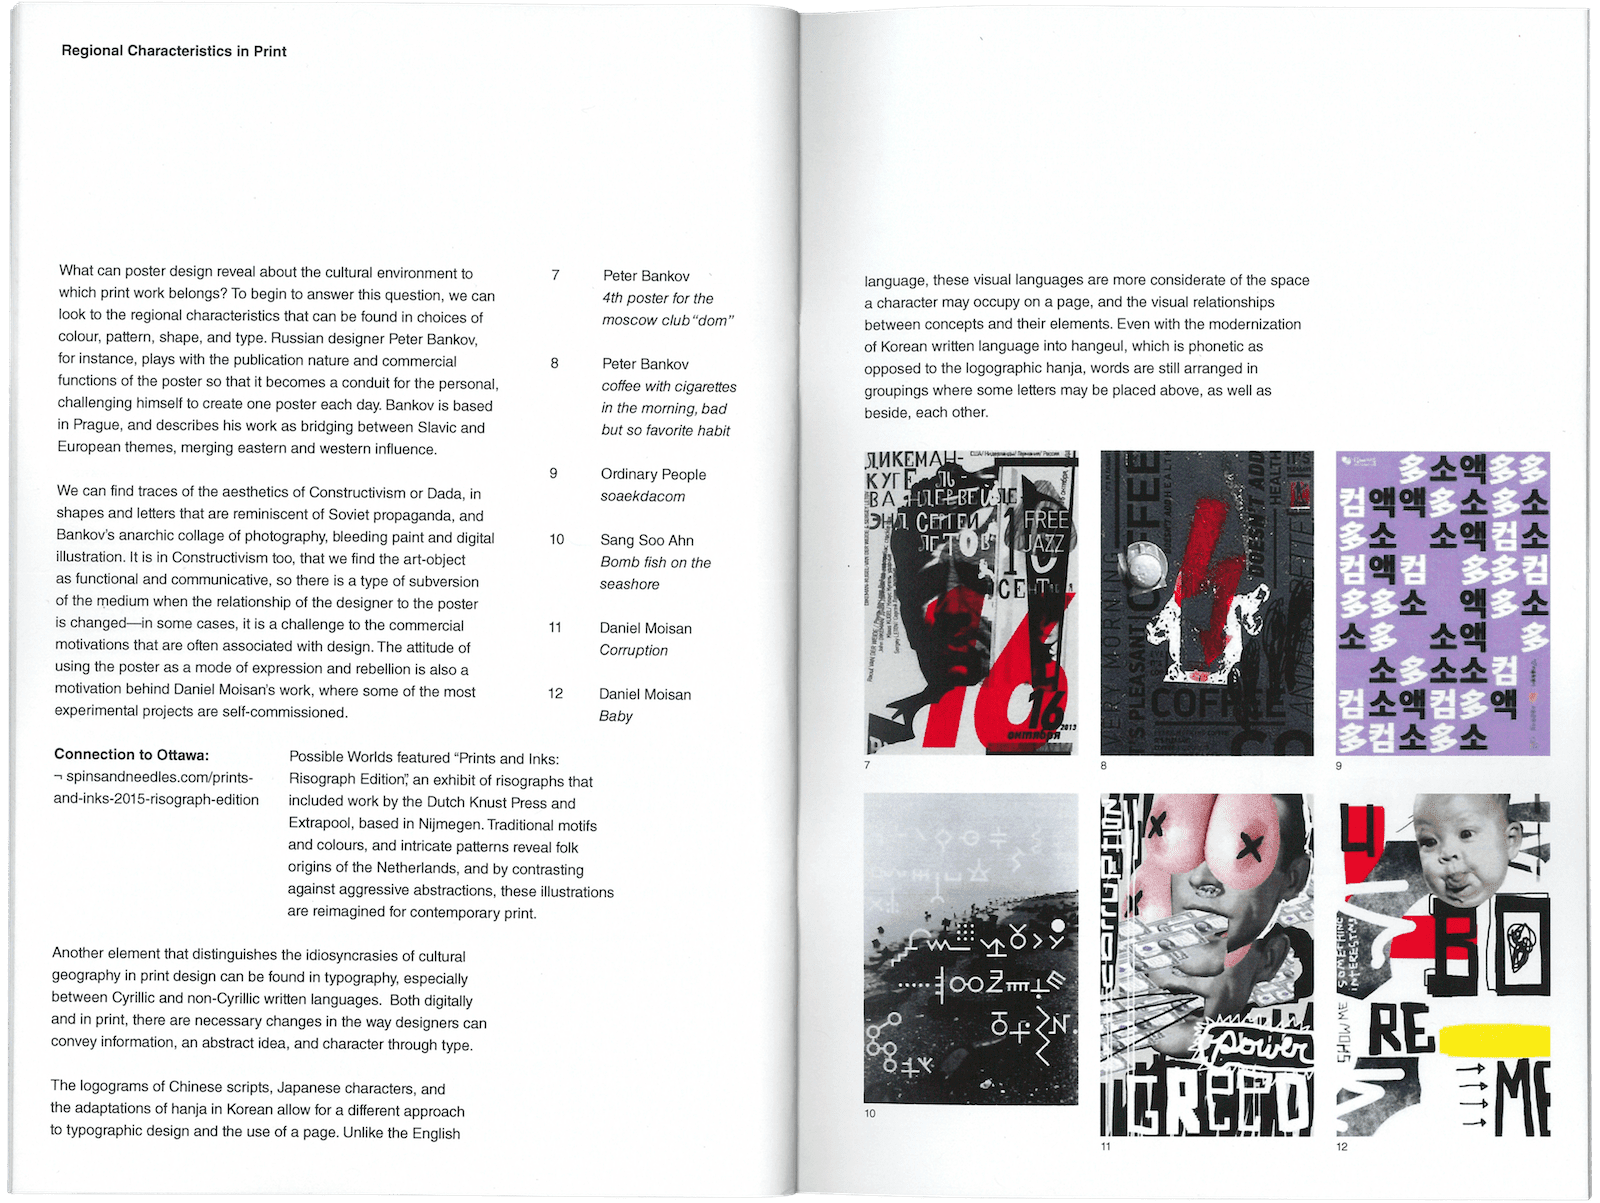 Regional Characteristics in Print
What can poster design reveal about the cultural environment to
which print work belongs? To begin to answer this question, we can
look to the regional characteristics that can be found in choices of
colour, pattern, shape, and type. Russian designer Peter Bankov,
for instance, plays with the publication nature and commercial
functions of the poster so that it becomes a conduit for the personal,
challenging himself to create one poster each day. Bankov is based
in Prague, and describes his work as bridging between Slavic and
European themes, merging eastern and western influence.
We can find traces of the aesthetics of Constructivism or Dada, in
shapes and letters that are reminiscent of Soviet propaganda, and
Bankov's anarchic collage of photography, bleeding paint and digital
illustration. It is in Constructivism too, that we find the art-object
as functional and communicative, so there is a type of subversion
of the medium when the relationship of the designer to the poster
is changed—in some cases, it is a challenge to the commercial
motivations that are often associated with design. The attitude of
using the poster as a mode of expression and rebellion is also a
motivation behind Daniel Moisan's work, where some of the most
experimental projects are self-commissioned.
Connection to Ottawa:
¬ spinsandneedles.com/prints-
and-inks-2015-risograph-edition
Possible Worlds featured “Prints and Inks:
Risograph Edition”, an exhibit of risographs that
included work by the Dutch Knust Press and
Extrapool, based in Nijmegen. Traditional motifs
and colours, and intricate patterns reveal folk
origins of the Netherlands, and by contrasting
against aggressive abstractions, these illustrations
are reimagined for contemporary print.
Another element that distinguishes the idiosyncrasies of cultural
geography in print design can be found in typography, especially
between Cyrillic and non-Cyrillic written languages. Both digitally
and in print, there are necessary changes in the way designers can
convey information, an abstract idea, and character through type.
The logograms of Chinese scripts, Japanese characters, and
the adaptations of hanja in Korean allow for a different approach
to typographic design and the use of a page. Unlike the English
7 Peter Bankov
4th poster for the
moscow club “dom”
8 Peter Bankov
coffee with cigarettes
in the morning, bad
but so favorite habit
9 Ordinary People
soaekdacom
10 Sang Soo Ahn
Bomb fish on the
seashore
11 Daniel Moisan
Corruption
12 Daniel Moisan
Baby
language, these visual languages are more considerate of the space
a character may occupy on a page, and the visual relationships
between concepts and their elements. Even with the modernization
of Korean written language into hangeul, which is phonetic as
opposed to the logographic hanja, words are still arranged in
groupings where some letters may be placed above, as well as
beside, each other.
ДИКЕМАН-
КУГЕЛЬ-
ВАН ДЕР ВЕЙДЕ
ЭНД СЕРГЕЙ
ЛЕТОВ
FREE
JAZZ
16
СЕНТ
16
2013
октября
7
VERY MORNING
IT'S PLEASANT
COFFEE
DOESN'T ADD
HEALTH
COFFEE
8
多소액多多
컴액액多소소
多소 소액컴多
컴액컴 多多컴
多多소 액多소
소多 소액
소多소소컴
컴소액컴多액
多컴소多소
9
10
CORRUPTION
power
GREED
11
SOMETHING
INTERESTING
B O
SHOW ME
RE
ME
12